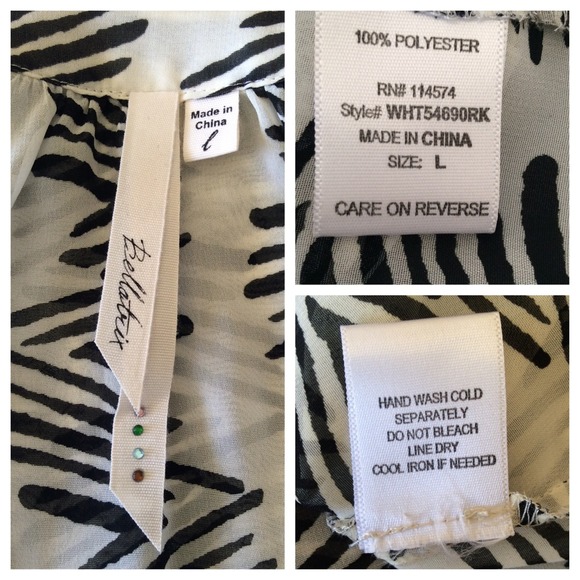 Made in
China
L
Bellatrix
100% POLYESTER
RN# 114574
Style# WHT54690RK
MADE IN CHINA
SIZE: L
CARE ON REVERSE
HAND WASH COLD
SEPARATELY
DO NOT BLEACH
LINE DRY
COOL IRON IF NEEDED